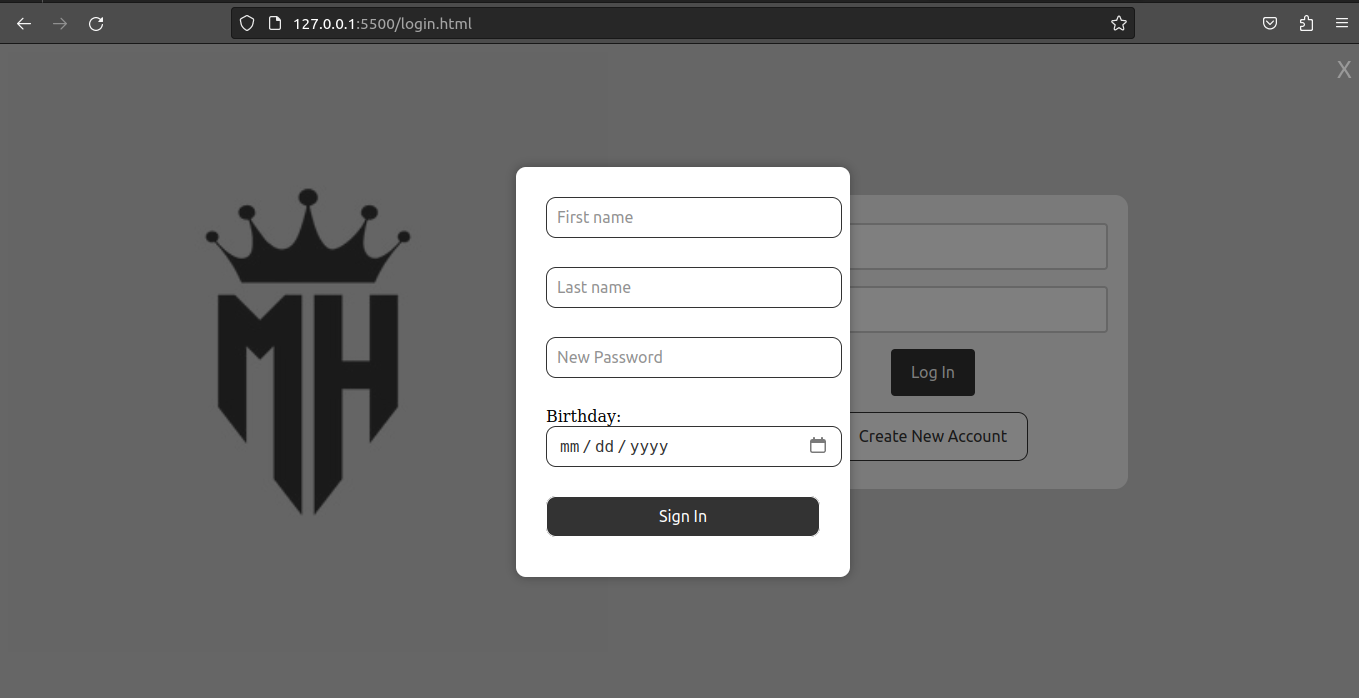 127.0.0.1:5500/login.html
X
MH
First name
Last name
New Password
Log In
Birthday:
Create New Account
mm / dd / yyyy
Sign In